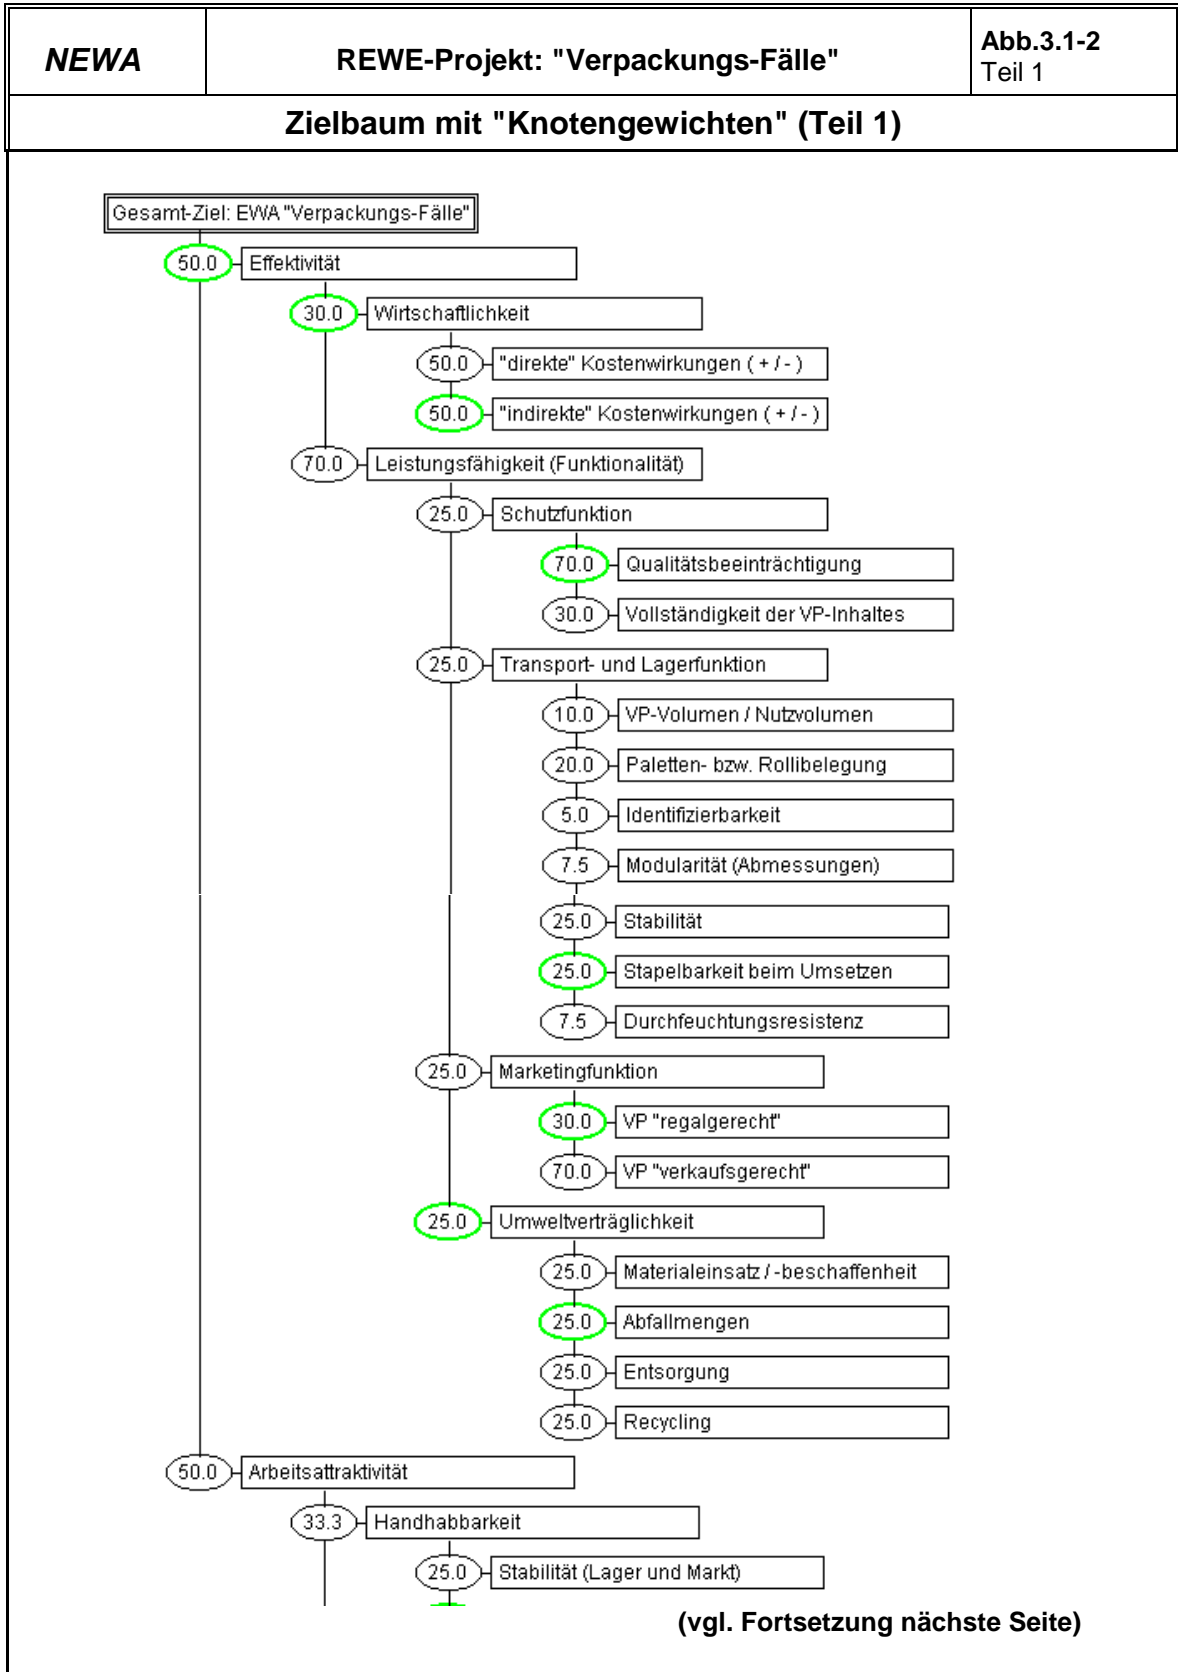 NEWA
REWE-Projekt: "Verpackungs-Fälle"
Abb.3.1-2
Teil 1
Zielbaum mit "Knotengewichten" (Teil 1)
Gesamt-Ziel: EWA "Verpackungs-Fälle"
50.0 Effektivität
30.0 Wirtschaftlichkeit
50.0 "direkte" Kostenwirkungen ( + / - )
50.0 "indirekte" Kostenwirkungen ( + / - )
70.0 Leistungsfähigkeit (Funktionalität)
25.0 Schutzfunktion
70.0 Qualitätsbeeinträchtigung
30.0 Vollständigkeit der VP-Inhaltes
25.0 Transport- und Lagerfunktion
10.0 VP-Volumen / Nutzvolumen
20.0 Paletten- bzw. Rollibelegung
5.0 Identifizierbarkeit
7.5 Modularität (Abmessungen)
25.0 Stabilität
25.0 Stapelbarkeit beim Umsetzen
7.5 Durchfeuchtungsresistenz
25.0 Marketingfunktion
30.0 VP "regalgerecht"
70.0 VP "verkaufsgerecht"
25.0 Umweltverträglichkeit
25.0 Materialeinsatz / -beschaffenheit
25.0 Abfallmengen
25.0 Entsorgung
25.0 Recycling
50.0 Arbeitsattraktivität
33.3 Handhabbarkeit
25.0 Stabilität (Lager und Markt)
(vgl. Fortsetzung nächste Seite)